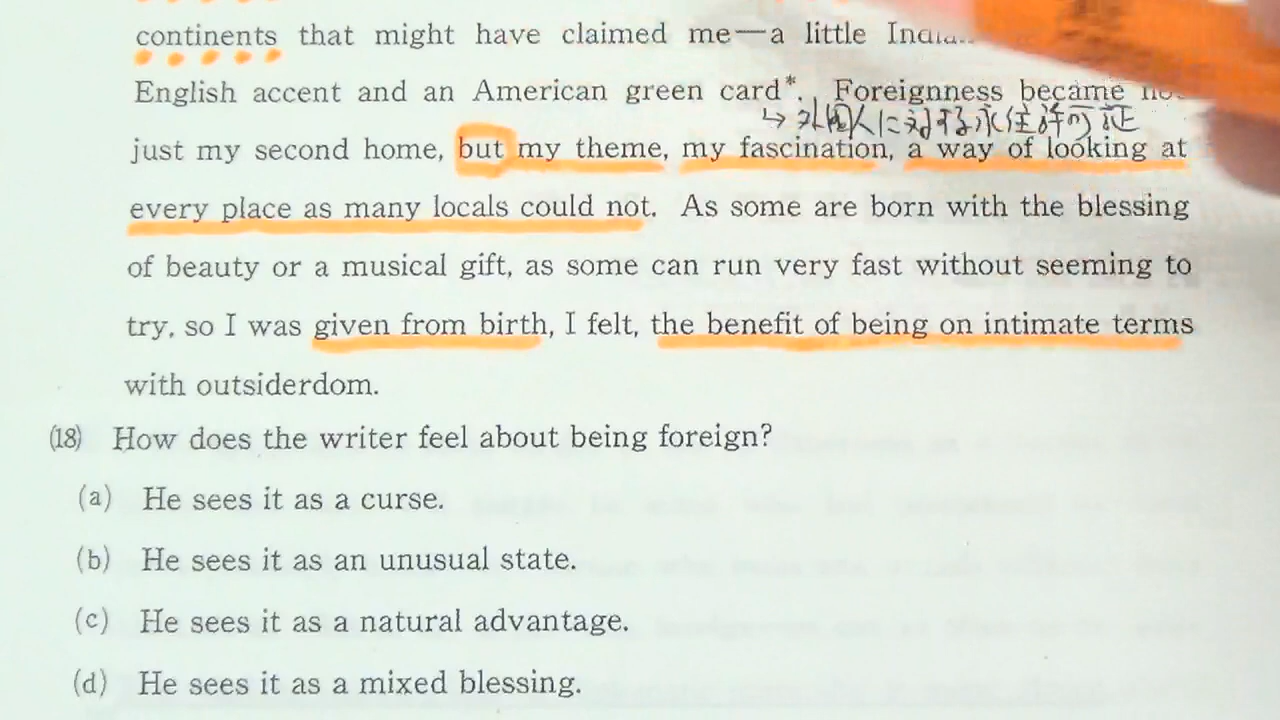 continents that might have claimed me—a little
English accent and an American green card*. Foreignness became
↳外国人に対する永住許可証
just my second home, but my theme, my fascination, a way of looking at
every place as many locals could not. As some are born with the blessing
of beauty or a musical gift, as some can run very fast without seeming to
try, so I was given from birth, I felt, the benefit of being on intimate terms
with outsiderdom.
(18) How does the writer feel about being foreign?
(a) He sees it as a curse.
(b) He sees it as an unusual state.
(c) He sees it as a natural advantage.
(d) He sees it as a mixed blessing.